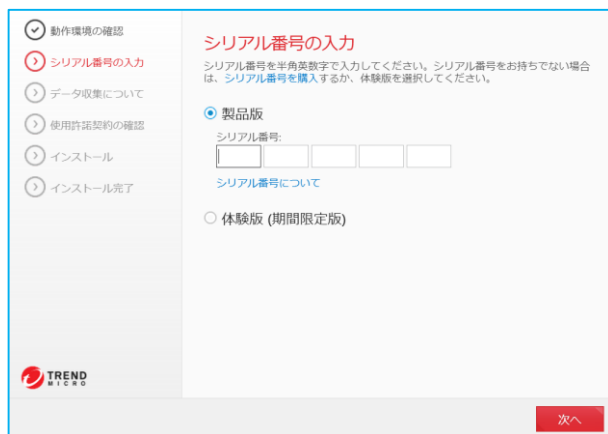 動作環境の確認
シリアル番号の入力
データ収集について
使用許諾契約の確認
インストール
インストール完了
TREND
MICRO
シリアル番号の入力
シリアル番号を半角英数字で入力してください。シリアル番号をお持ちでない場合
は、シリアル番号を購入するか、体験版を選択してください。
製品版
シリアル番号:
シリアル番号について
体験版 (期間限定版)
次へ